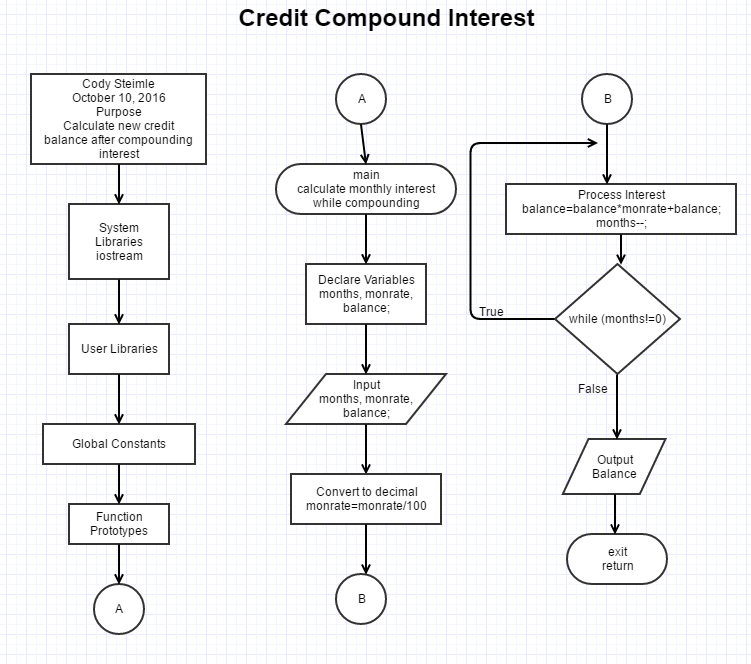 Credit Compound Interest
Cody Steimle
October 10, 2016
Purpose
Calculate new credit
balance after compounding
interest
System
Libraries
iostream
User Libraries
Global Constants
Function
Prototypes
A
A
main
calculate monthly interest
while compounding
Declare Variables
months, monrate,
balance;
Input
months, monrate,
balance;
Convert to decimal
monrate=monrate/100
B
B
Process Interest
balance=balance*monrate+balance;
months--;
while (months!=0)
True
False
Output
Balance
exit
return